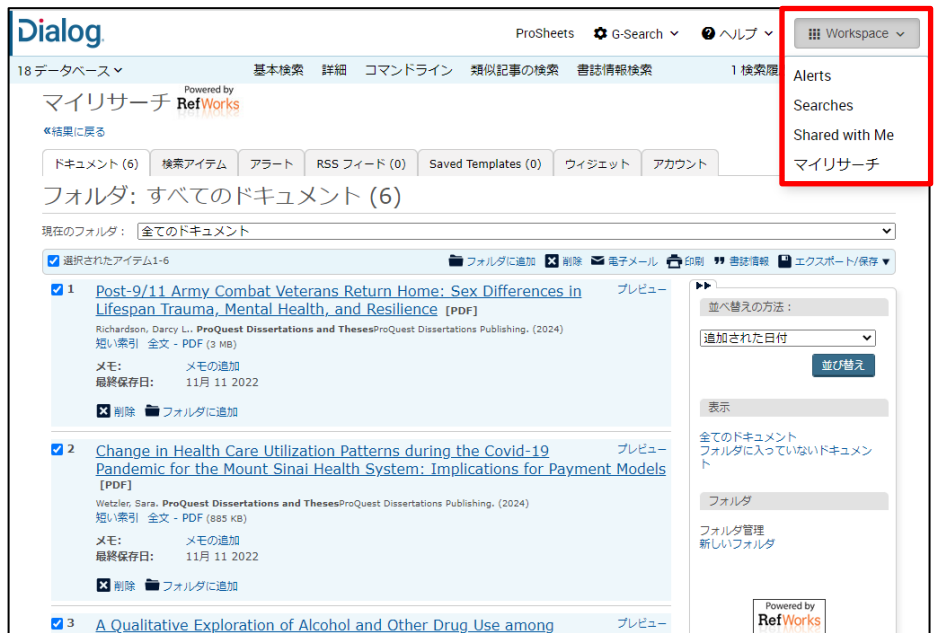 Dialog
ProSheets G-Search ヘルプ Workspace
18 データベース 基本検索 詳細 コマンドライン 類似記事の検索 書誌情報検索 1 検索履
Alerts
Searches
Shared with Me
マイリサーチ
マイリサーチ Powered by RefWorks
«結果に戻る
ドキュメント (6) 検索アイテム アラート RSS フィード (0) Saved Templates (0) ウィジェット アカウント
フォルダ: すべてのドキュメント (6)
現在のフォルダ: 全てのドキュメント
選択されたアイテム1-6 フォルダに追加 削除 電子メール 印刷 書誌情報 エクスポート/保存 ▼
1 Post-9/11 Army Combat Veterans Return Home: Sex Differences in プレビュー
Lifespan Trauma, Mental Health, and Resilience [PDF]
Richardson, Darcy L.. ProQuest Dissertations and ThesesProQuest Dissertations Publishing. (2024)
短い索引 全文 - PDF (3 MB)
メモ: メモの追加
最終保存日: 11月 11 2022
削除 フォルダに追加
2 Change in Health Care Utilization Patterns during the Covid-19 プレビュー
Pandemic for the Mount Sinai Health System: Implications for Payment Models
[PDF]
Wetzler, Sara. ProQuest Dissertations and ThesesProQuest Dissertations Publishing. (2024)
短い索引 全文 - PDF (885 KB)
メモ: メモの追加
最終保存日: 11月 11 2022
削除 フォルダに追加
3 A Qualitative Exploration of Alcohol and Other Drug Use among プレビュー
並べ替えの方法:
追加された日付
並び替え
表示
全てのドキュメント
フォルダに入っていないドキュメン
ト
フォルダ
フォルダ管理
新しいフォルダ
Powered by
RefWorks